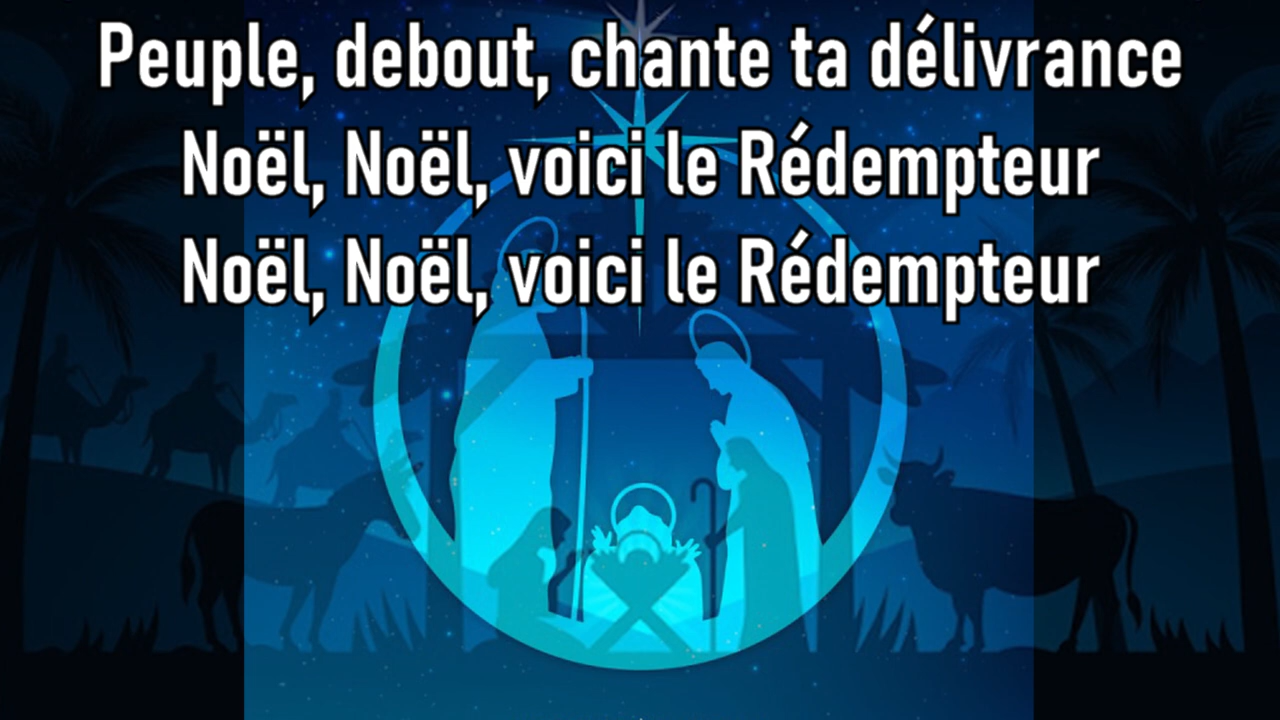 Peuple, debout, chante ta délivrance
Noël, Noël, voici le Rédempteur
Noël, Noël, voici le Rédempteur